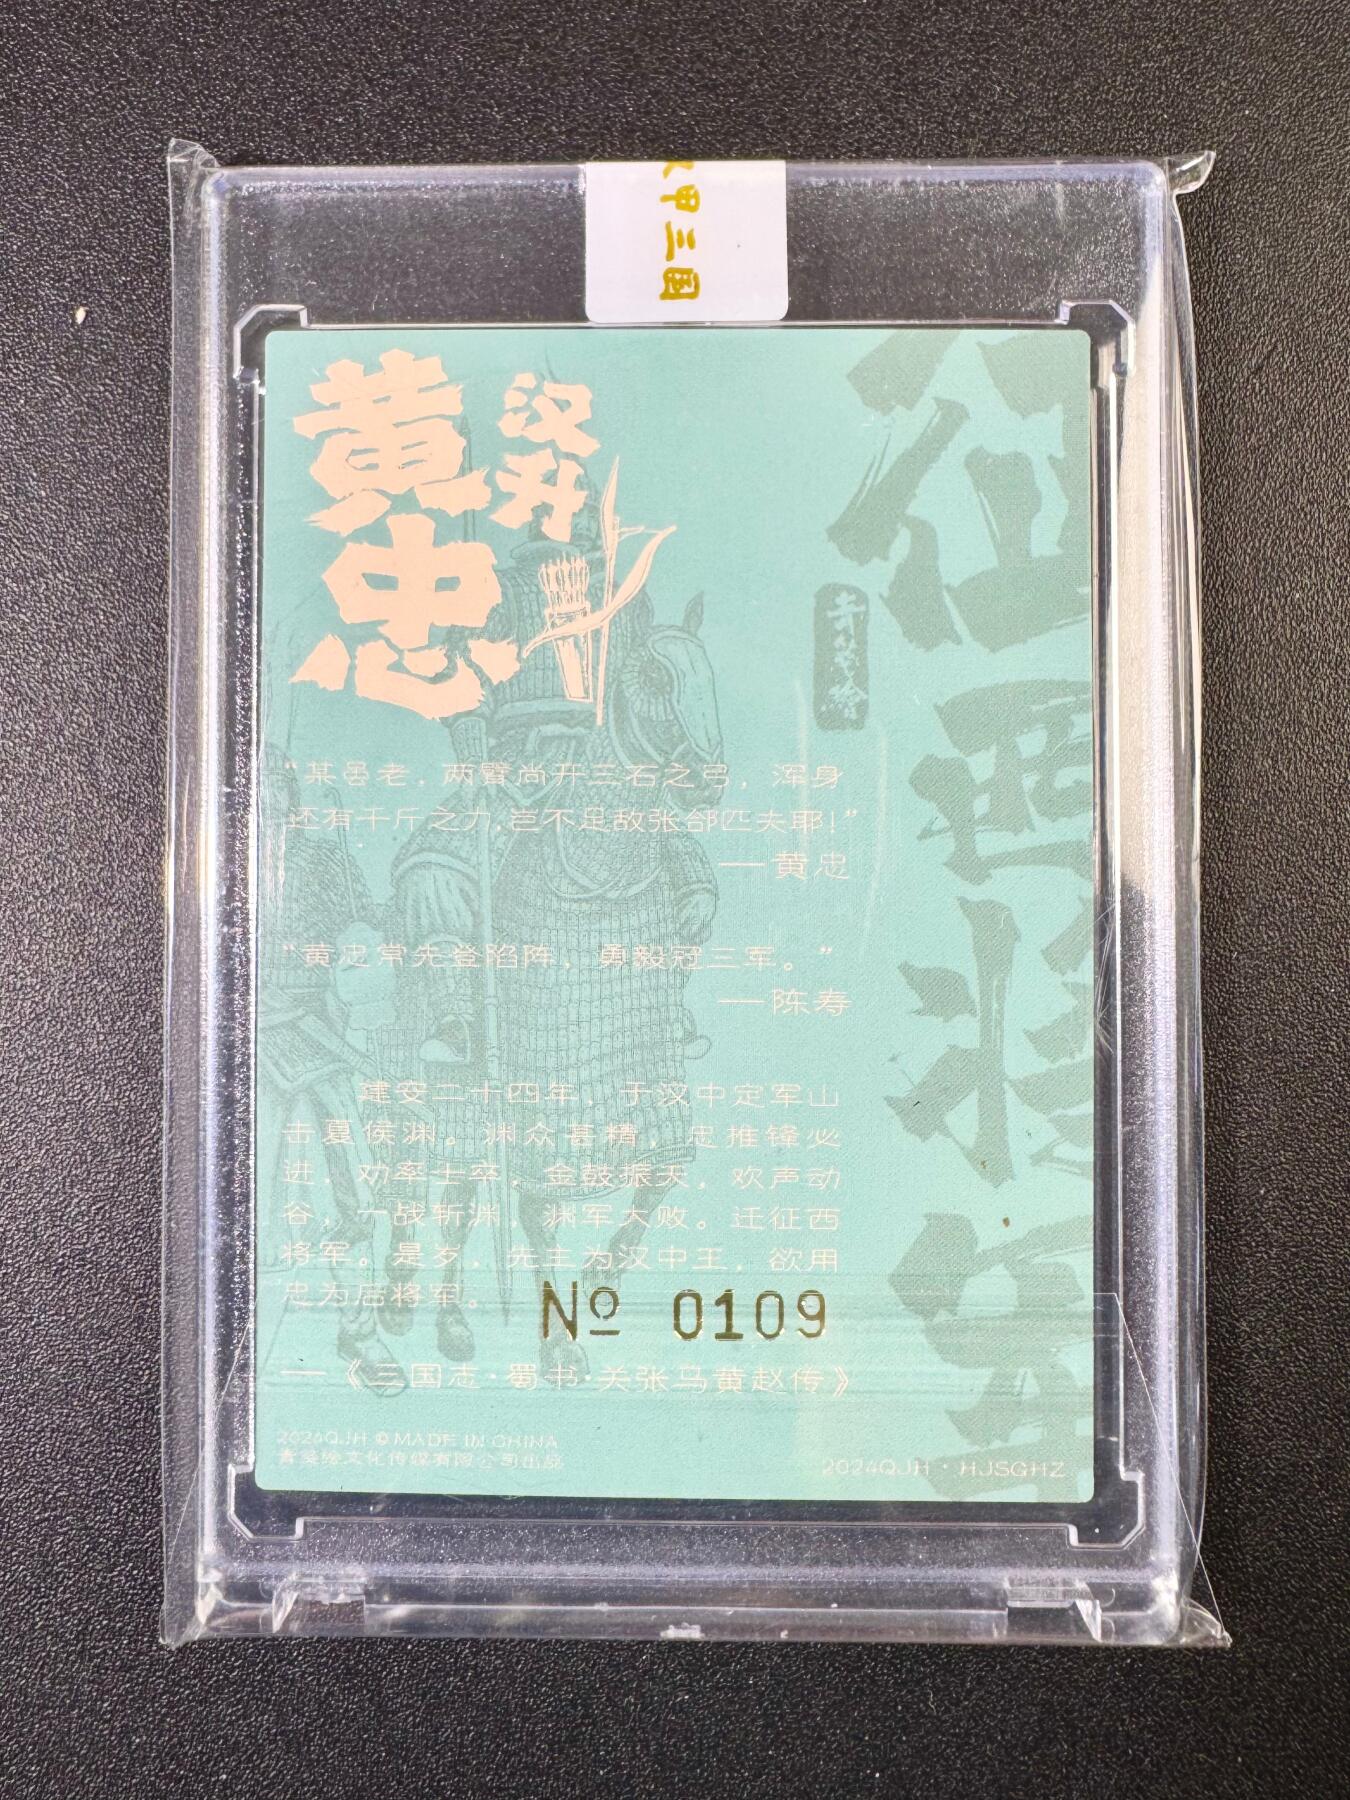 甲三国
黄忠
汉升
征西将军
“某虽老，两臂尚开三石之弓，浑身
还有千斤之力，岂不足敌张郃匹夫耶！”
—黄忠
“黄忠常先登陷阵，勇毅冠三军。”
—陈寿
建安二十四年，于汉中定军山
击夏侯渊。渊众甚精，忠推锋必
进，劝率士卒，金鼓振天，欢声动
谷，一战斩渊，渊军大败。迁征西
将军。是岁，先主为汉中王，欲用
忠为后将军。
No 0109
—《三国志·蜀书·关张马黄赵传》
2024QJH © MADE IN CHINA
文化传媒有限公司出品
2024QJH · HJSGHZ